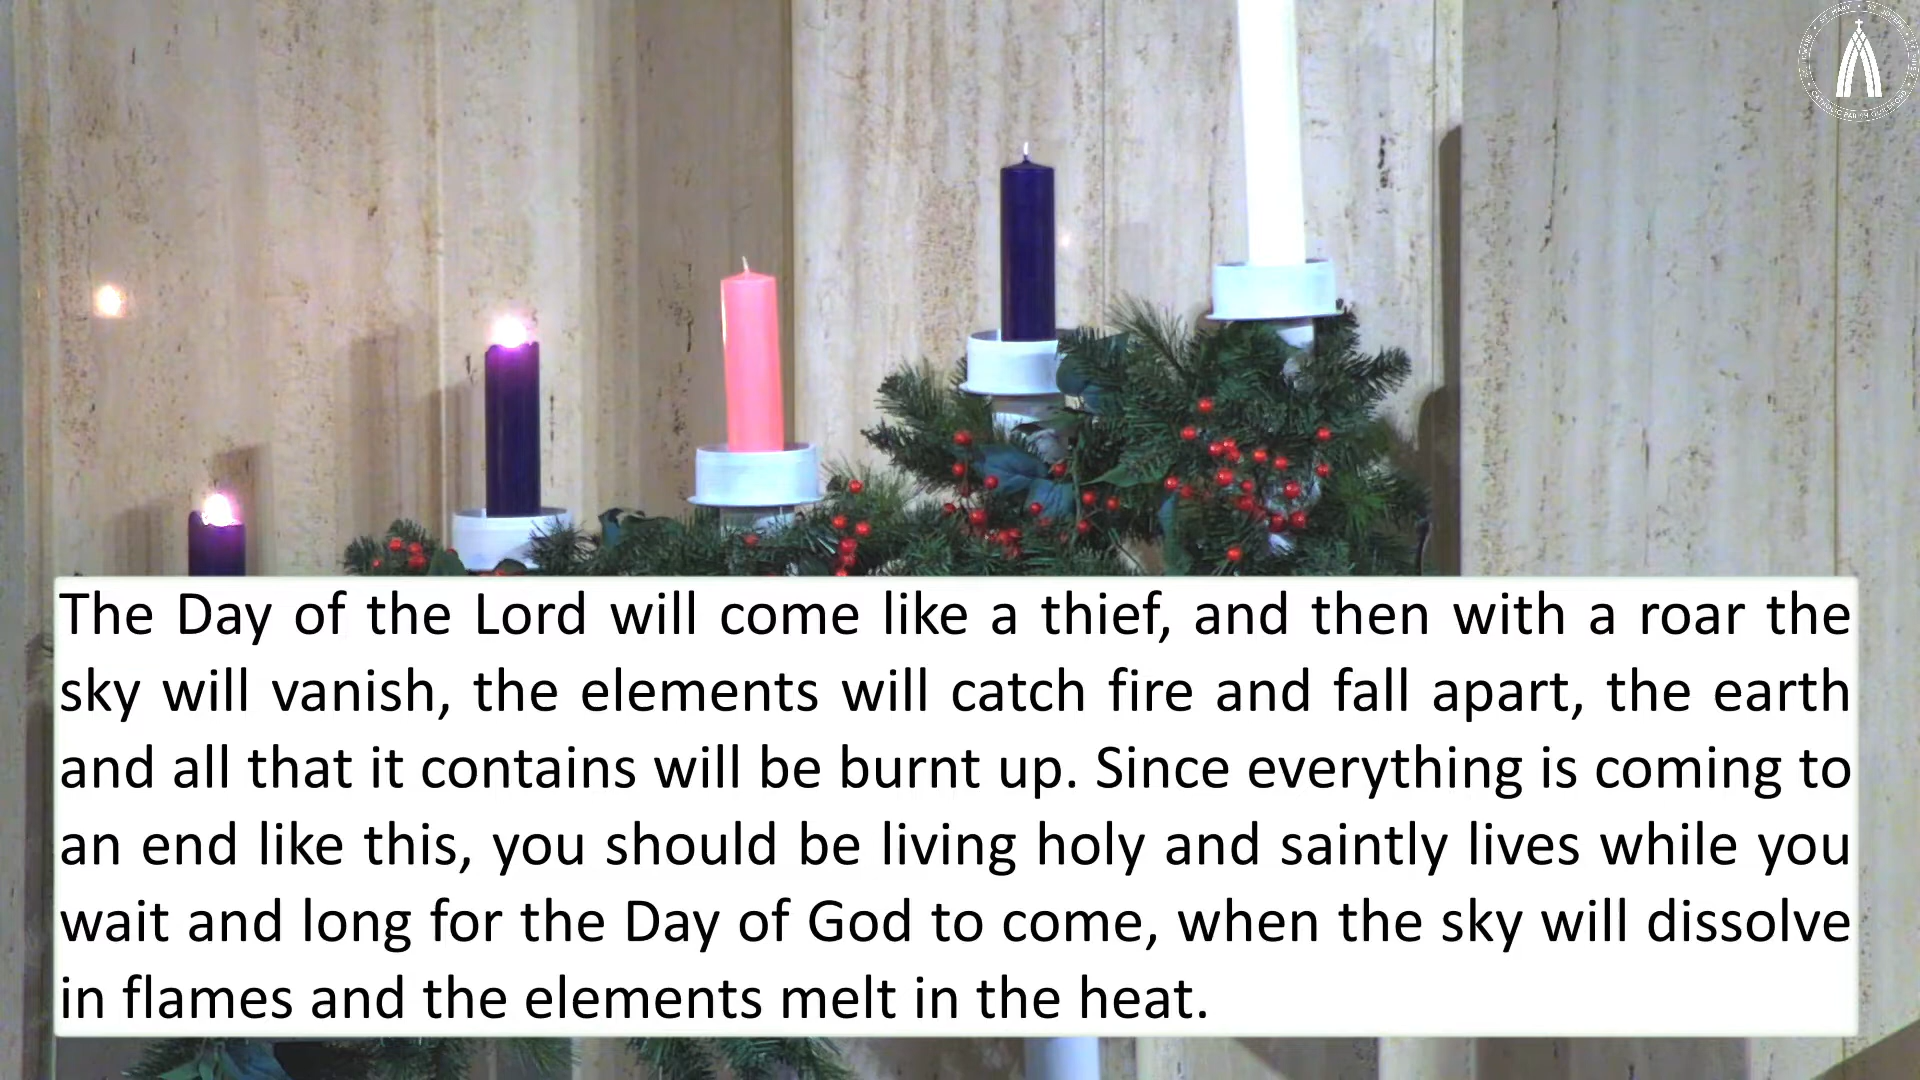 The Day of the Lord will come like a thief, and then with a roar the
sky will vanish, the elements will catch fire and fall apart, the earth
and all that it contains will be burnt up. Since everything is coming to
an end like this, you should be living holy and saintly lives while you
wait and long for the Day of God to come, when the sky will dissolve
in flames and the elements melt in the heat.